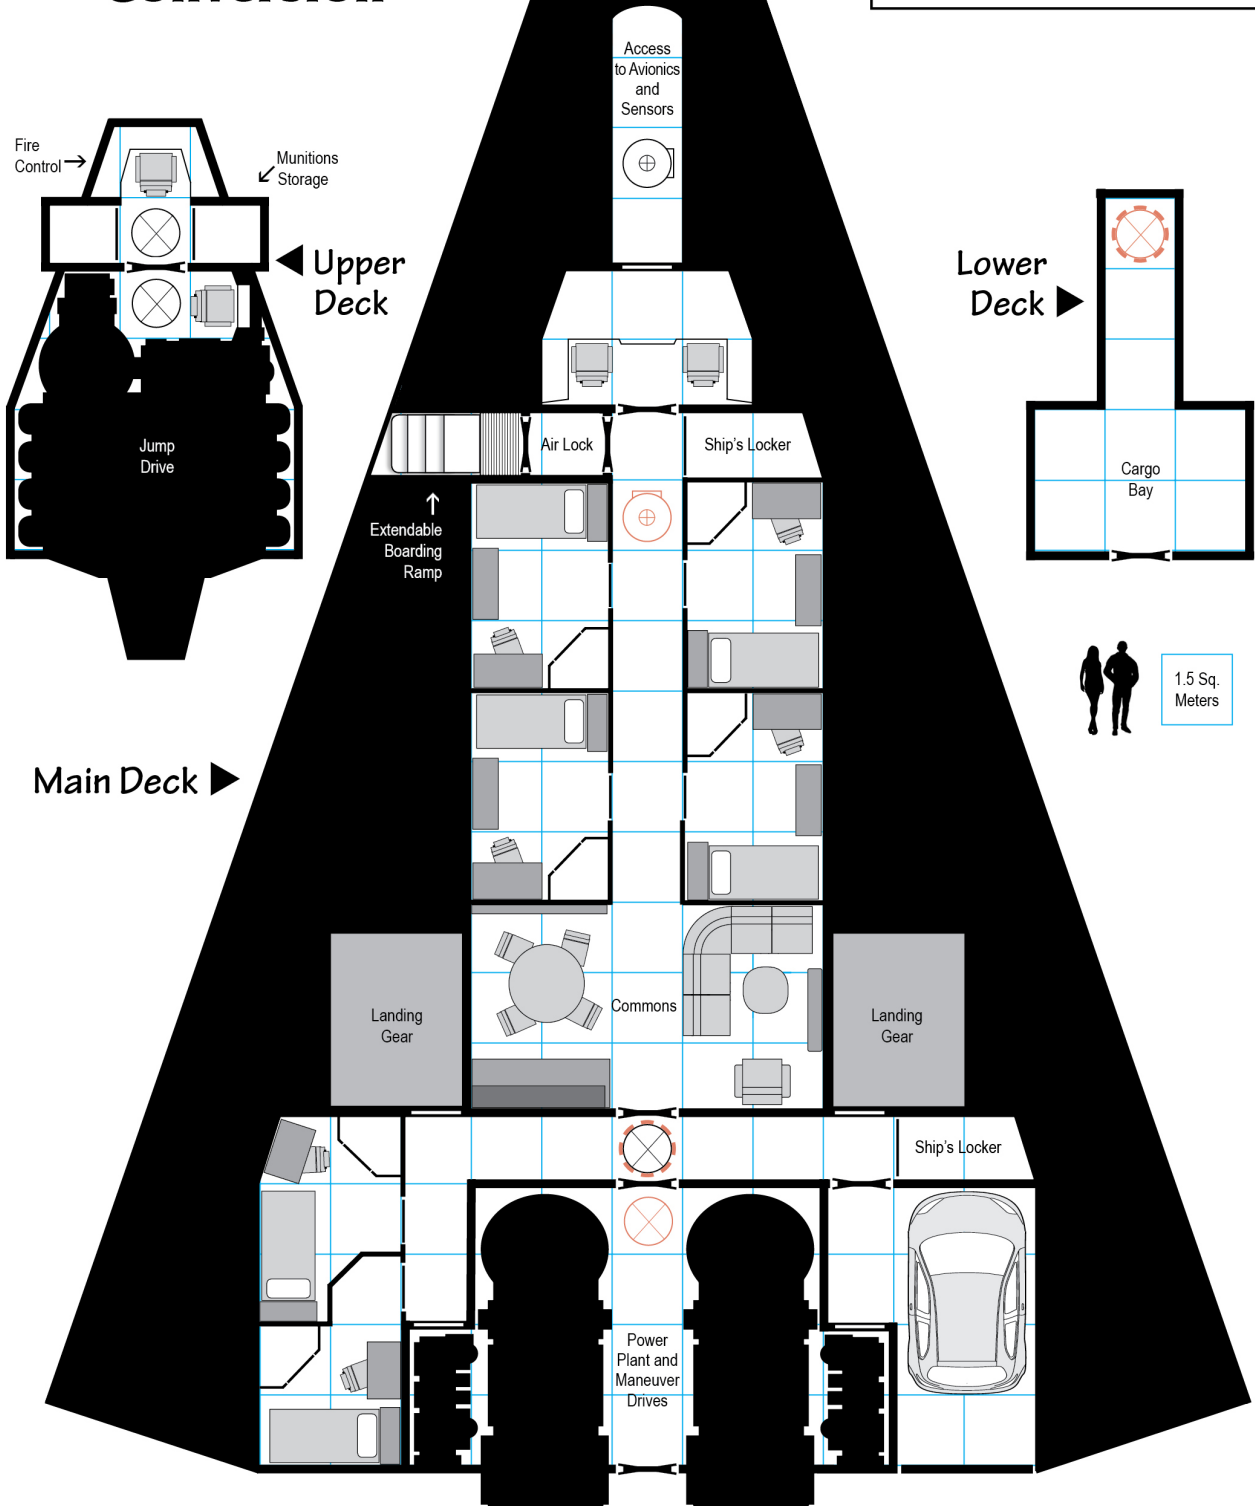 Access
to Avionics
and
Sensors
Fire
Control
Munitions
Storage
Upper
Deck
Lower
Deck
Jump
Drive
Air Lock
Ship's Locker
Cargo
Bay
Extendable
Boarding
Ramp
1.5 Sq.
Meters
Main Deck
Commons
Landing
Gear
Landing
Gear
Ship's Locker
Power
Plant and
Maneuver
Drives